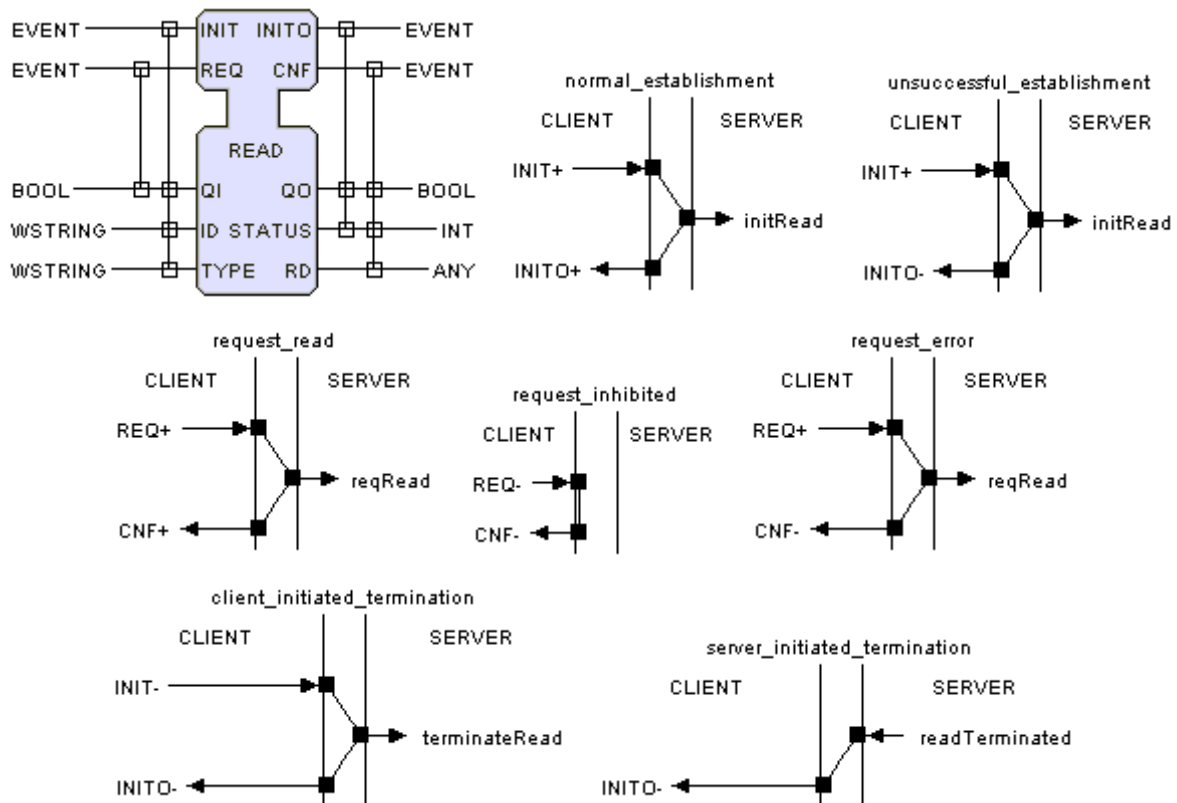 EVENT INIT INITO EVENT
EVENT REQ CNF EVENT
READ
BOOL QI QO BOOL
WSTRING ID STATUS INT
WSTRING TYPE RD ANY
normal_establishment
CLIENT SERVER
INIT+
initRead
INITO+
unsuccessful_establishment
CLIENT SERVER
INIT+
initRead
INITO-
request_read
CLIENT SERVER
REQ+
reqRead
CNF+
request_inhibited
CLIENT SERVER
REQ-
CNF-
request_error
CLIENT SERVER
REQ+
reqRead
CNF-
client_initiated_termination
CLIENT SERVER
INIT-
terminateRead
INITO-
server_initiated_termination
CLIENT SERVER
readTerminated
INITO-